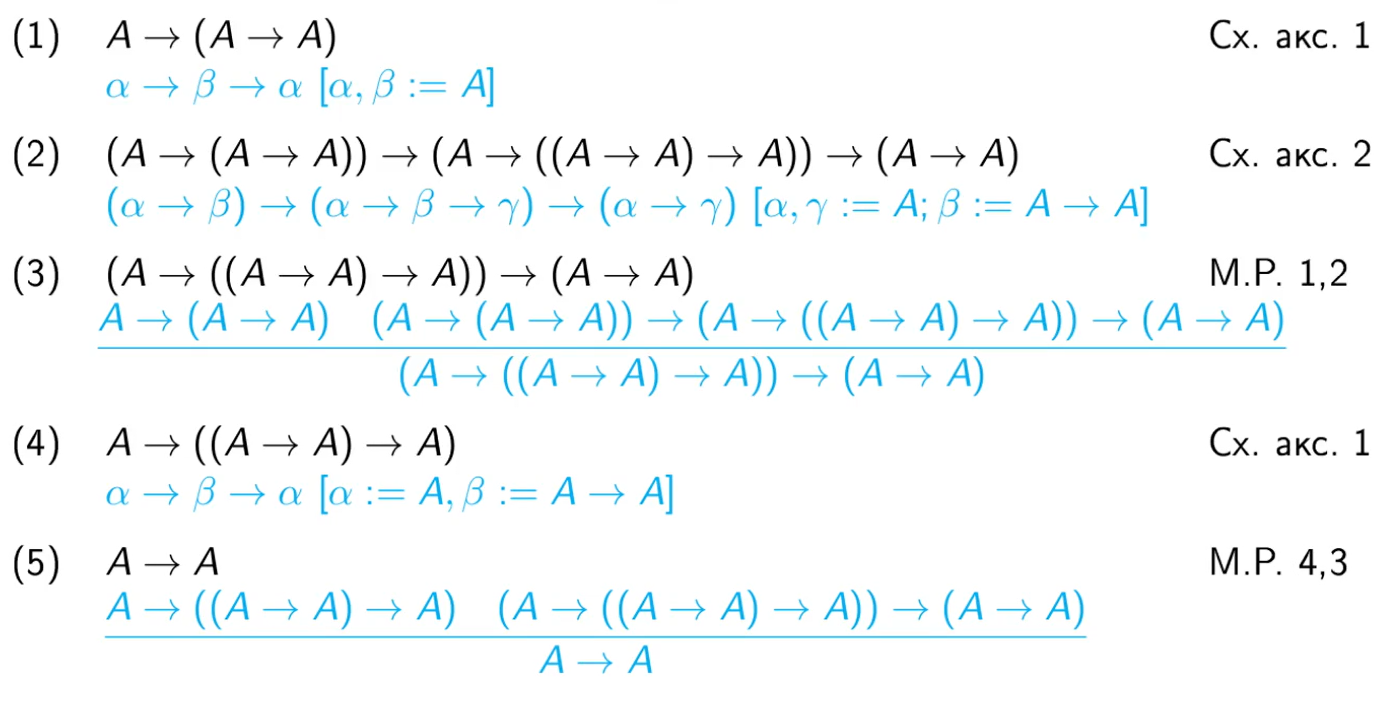 (1) A → (A → A) Сх. акс. 1
α → β → α [α, β := A]
(2) (A → (A → A)) → (A → ((A → A) → A)) → (A → A) Сх. акс. 2
(α → β) → (α → β → γ) → (α → γ) [α, γ := A; β := A → A]
(3) (A → ((A → A) → A)) → (A → A) М.Р. 1,2
A → (A → A) (A → (A → A)) → (A → ((A → A) → A)) → (A → A)
(A → ((A → A) → A)) → (A → A)
(4) A → ((A → A) → A) Сх. акс. 1
α → β → α [α := A, β := A → A]
(5) A → A М.Р. 4,3
A → ((A → A) → A) (A → ((A → A) → A)) → (A → A)
A → A